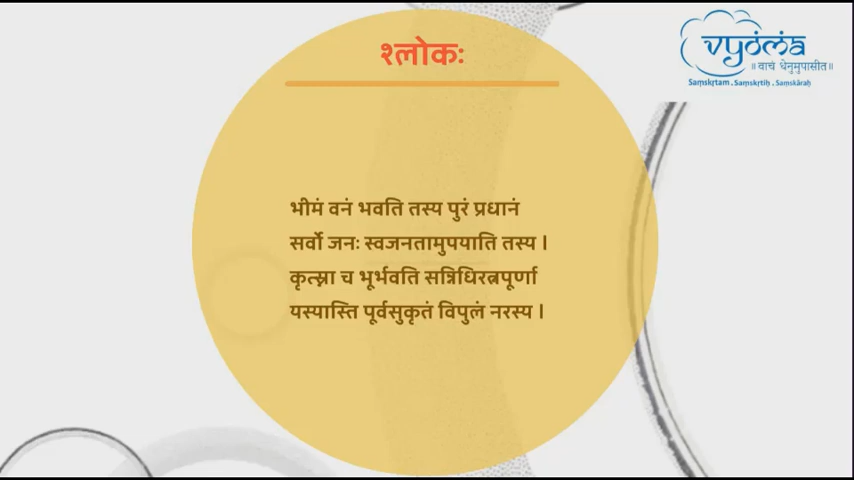 श्लोकः
vyoma
॥ वाचं धेनुमुपासीत॥
Saṃskṛtam . Saṃskṛtiḥ . Saṃskāraḥ
भीमं वनं भवति तस्य पुरं प्रधानं
सर्वो जनः स्वजनतामुपयाति तस्य ।
कृत्स्ना च भूर्भवति सन्निधिरत्नपूर्णा
यस्यास्ति पूर्वसुकृतं विपुलं नरस्य ।